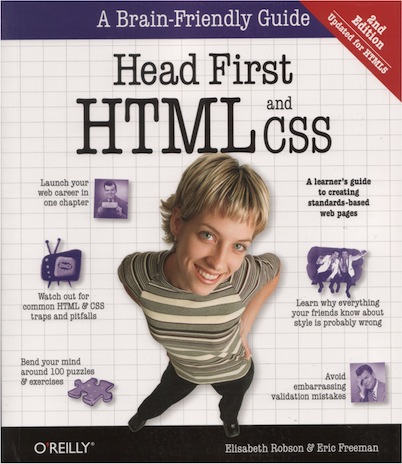 A Brain-Friendly Guide
2nd Edition
Updated for HTML5
Head First
HTML and CSS
Launch your
web career in
one chapter
A learner's guide
to creating
standards-based
web pages
Watch out for
common HTML & CSS
traps and pitfalls
Learn why everything
your friends know about
style is probably wrong
Bend your mind
around 100 puzzles
& exercises
Avoid
embarrassing
validation mistakes
O'REILLY®
Elisabeth Robson & Eric Freeman